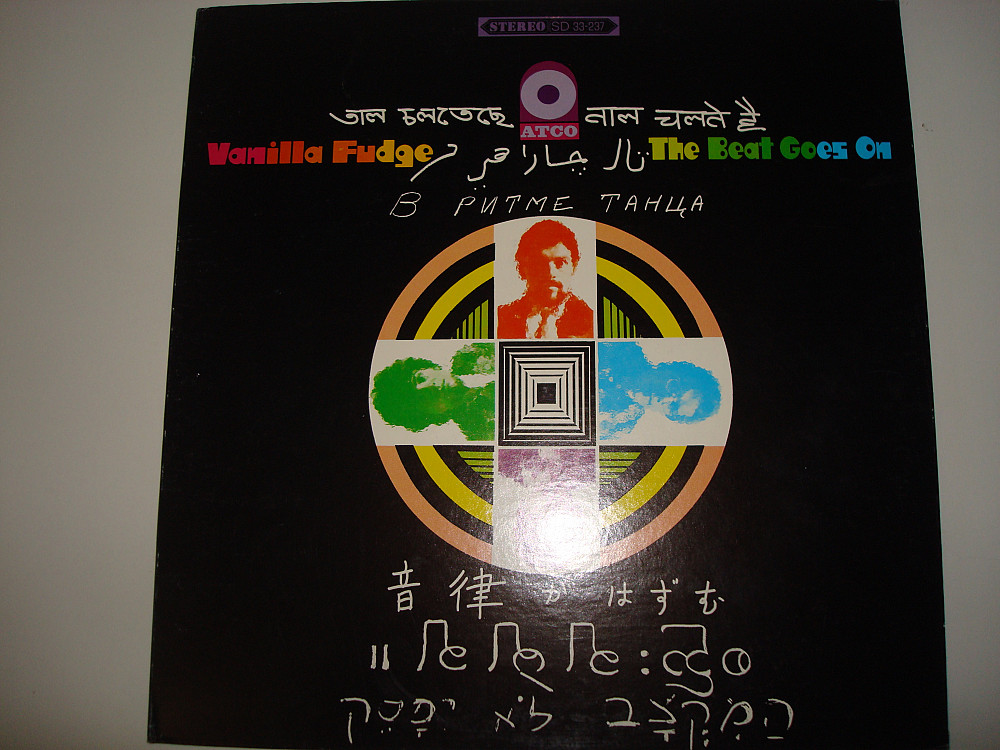 STEREO SD 33-237
তাল চলতেছে ताल चलते है
ATCO
Vanilla Fudge The Beat Goes On
В РИТМЕ ТАНЦА
音律がはずむ
הַמִּקְצָב לֹא יִפָּסֵק